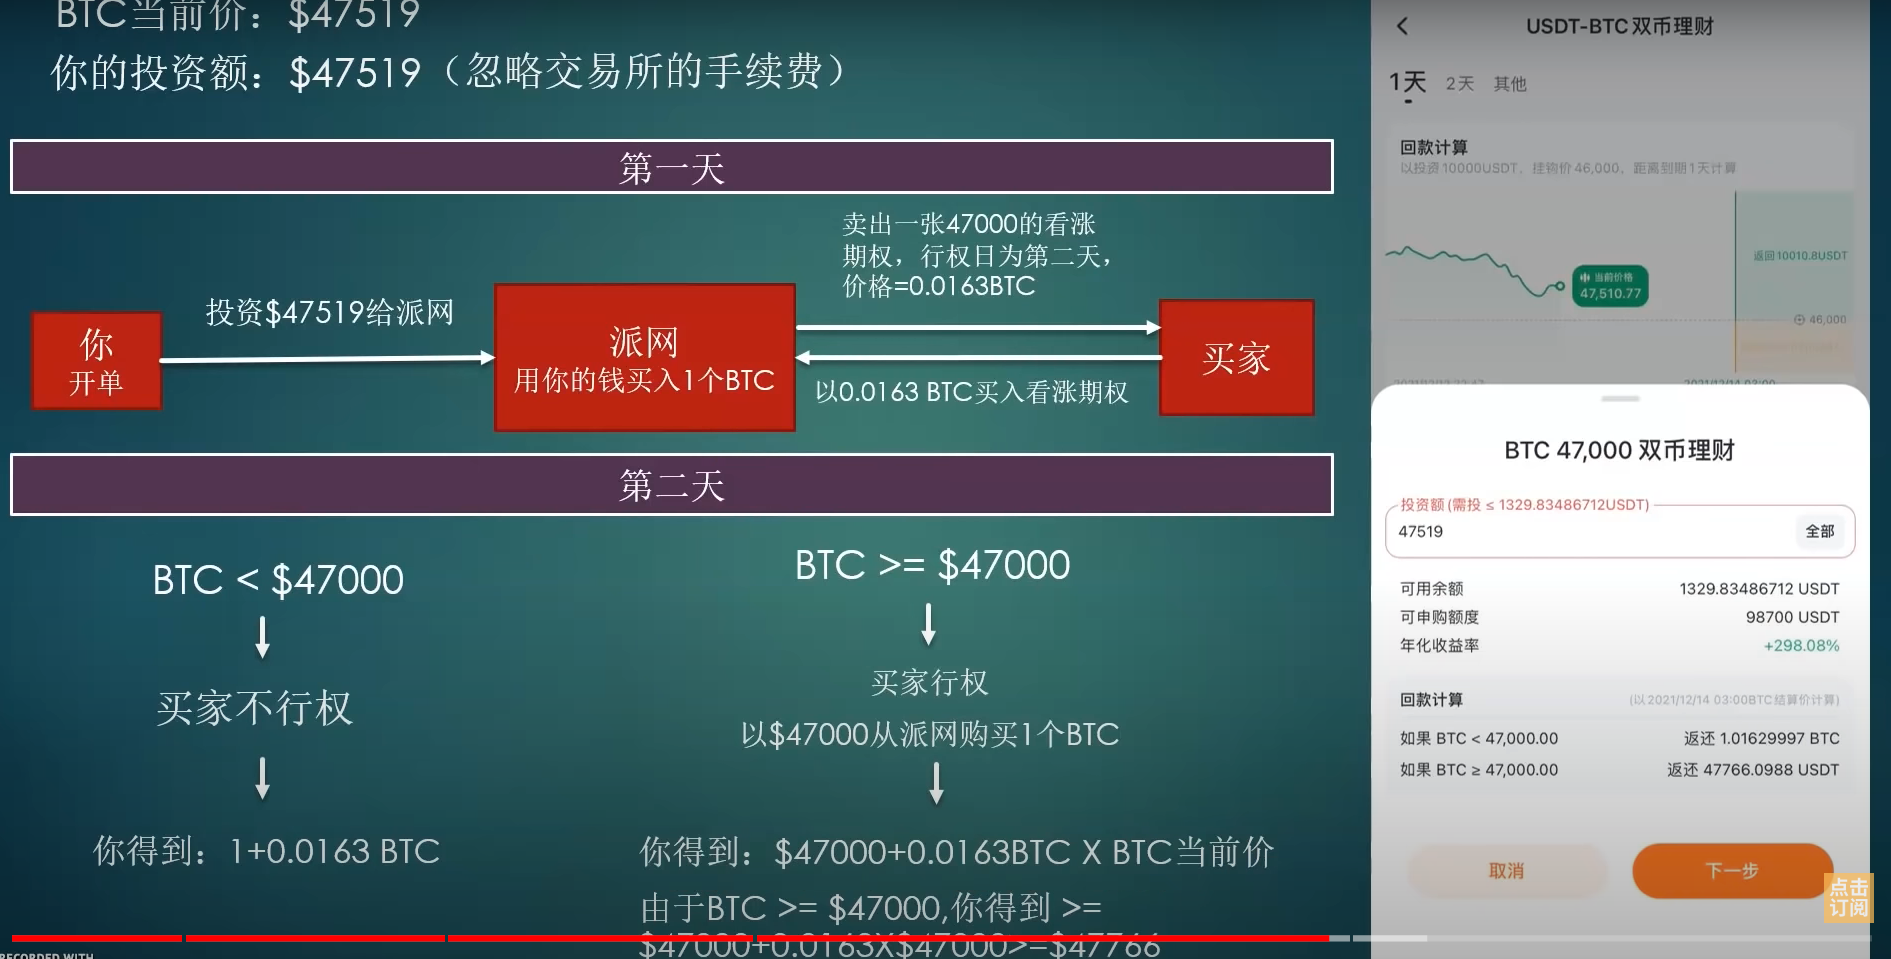 BTC当前价：$47519
你的投资额：$47519（忽略交易所的手续费）
第一天
卖出一张47000的看涨
期权，行权日为第二天，
价格=0.0163BTC
投资$47519给派网
你
开单
派网
用你的钱买入1个BTC
买家
以0.0163 BTC买入看涨期权
第二天
BTC < $47000
BTC >= $47000
买家不行权
买家行权
以$47000从派网购买1个BTC
你得到：1+0.0163 BTC
你得到：$47000+0.0163BTC X BTC当前价
由于BTC >= $47000,你得到 >=
$47000+0.0163X$47000>=$47766
RECORDED WITH
USDT-BTC双币理财
1天 2天 其他
回款计算
以投资10000USDT，挂钩价46,000，距离到期1天计算
返回10010.8USDT
当前价格
47,510.77
46,000
2021/12/14 03:00
BTC 47,000 双币理财
投资额(需投 ≤ 1329.83486712USDT)
47519 全部
可用余额 1329.83486712 USDT
可申购额度 98700 USDT
年化收益率 +298.08%
回款计算 (以2021/12/14 03:00BTC结算价计算)
如果 BTC < 47,000.00 返还 1.01629997 BTC
如果 BTC ≥ 47,000.00 返还 47766.0988 USDT
取消 下一步
点击
订阅